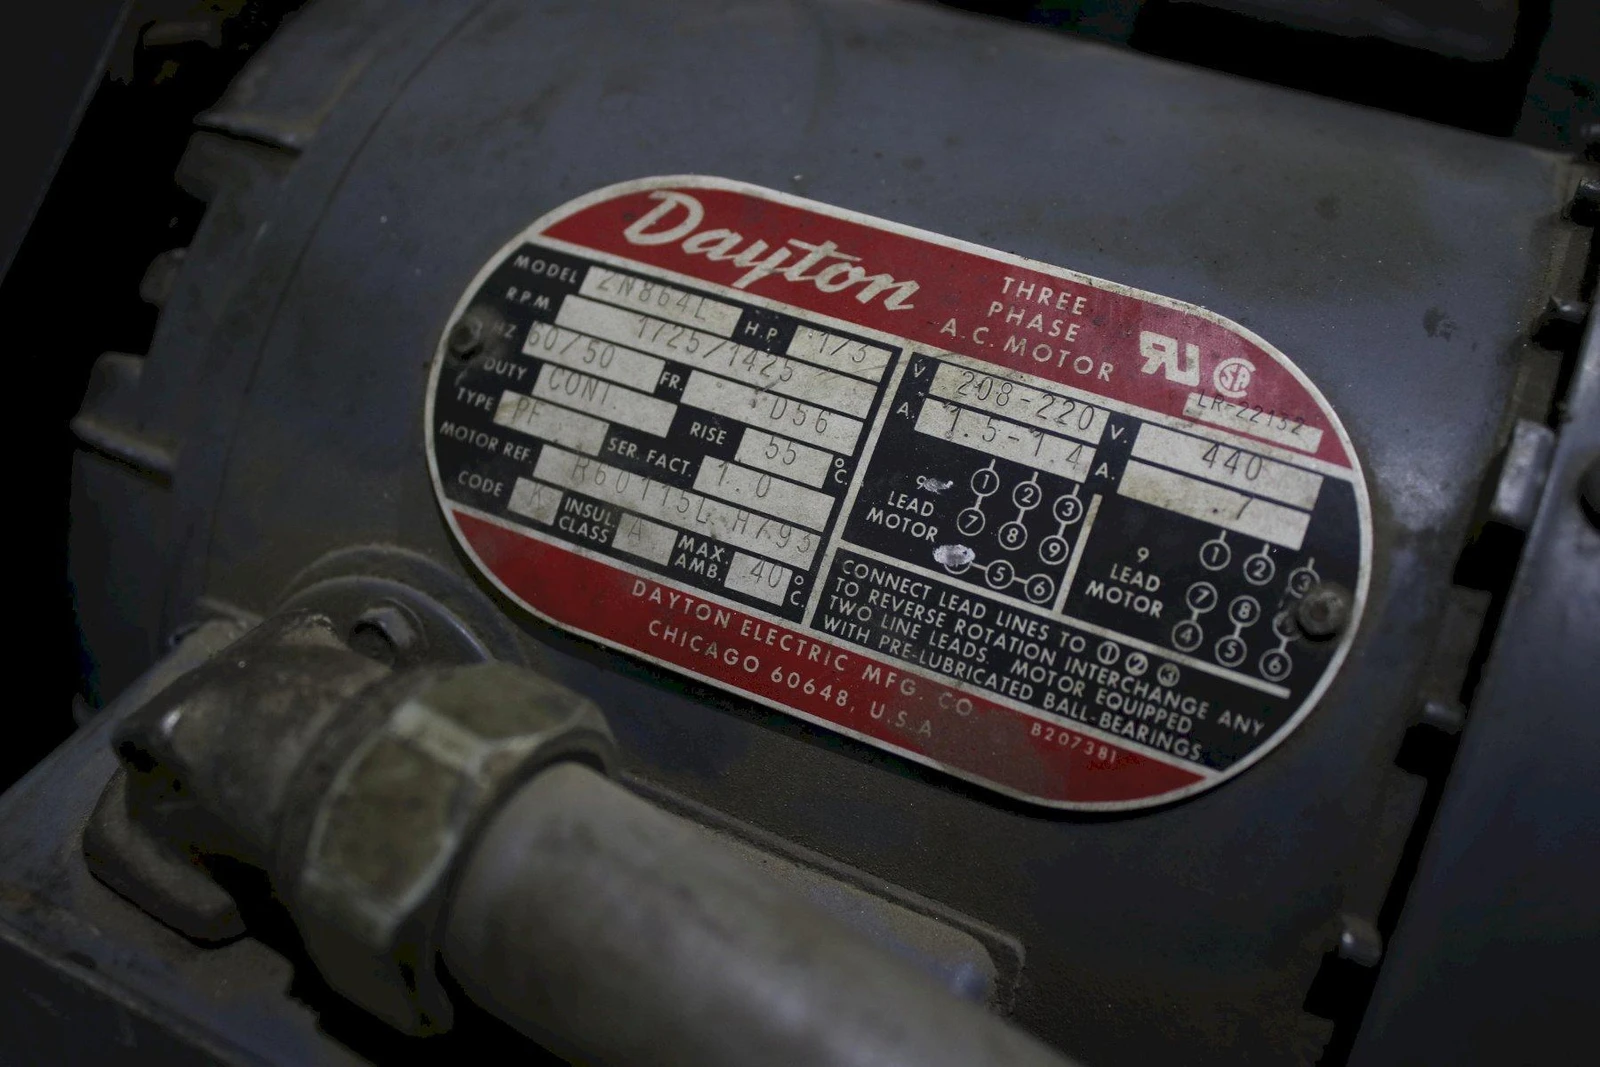 Dayton
THREE
PHASE
A.C. MOTOR
LR-22132
MODEL 2N864L H.P. 1/3
R.P.M 1725/1425
HZ 60/50 FR. D56
DUTY CONT. RISE 55 °C.
TYPE PF SER. FACT. 1.0
MOTOR REF.
CODE K INSUL. CLASS A MAX. AMB. 40 °C.
V 208-220 V. 440
A. 1.5-1.4 A. .7
9 LEAD MOTOR
1 2 3
7 8 9
5 6
9 LEAD MOTOR
1 2 3
7 8
4 5 6
CONNECT LEAD LINES TO ① ② ③
TO REVERSE ROTATION INTERCHANGE ANY
TWO LINE LEADS. MOTOR EQUIPPED
WITH PRE-LUBRICATED BALL-BEARINGS.
DAYTON ELECTRIC MFG. CO.
CHICAGO 60648, U.S.A
B207381